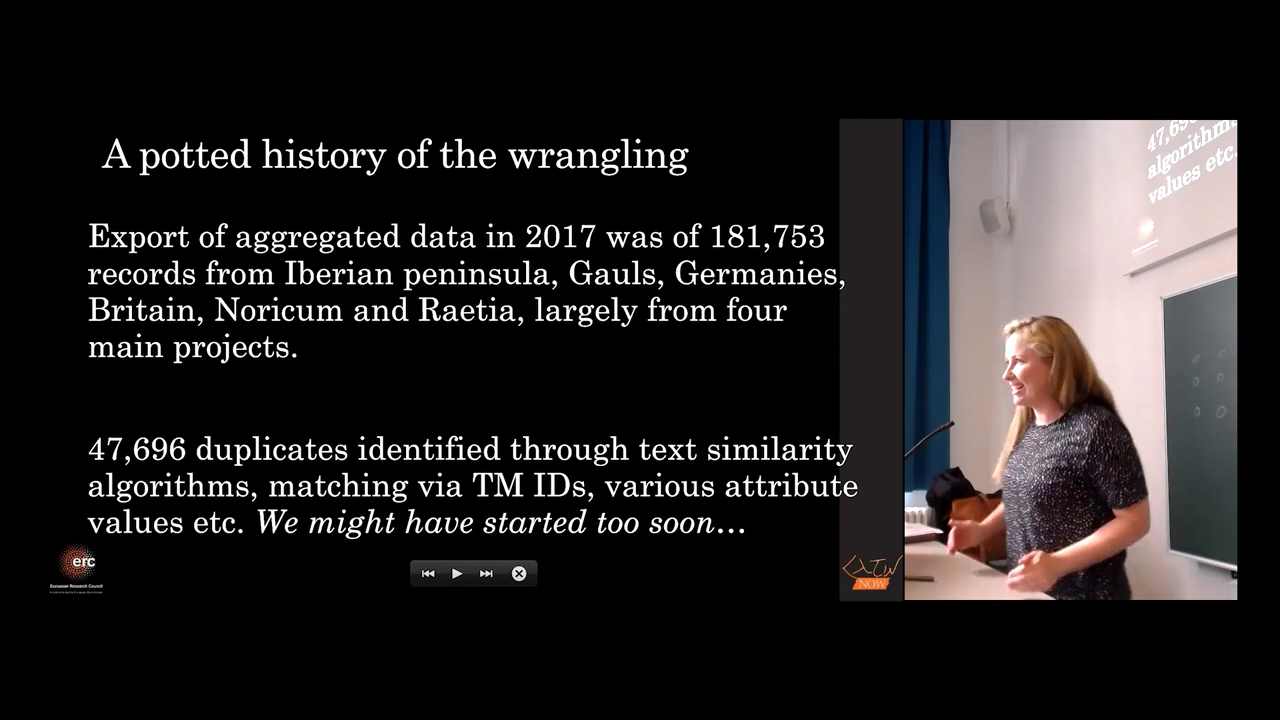 A potted history of the wrangling
Export of aggregated data in 2017 was of 181,753
records from Iberian peninsula, Gauls, Germanies,
Britain, Noricum and Raetia, largely from four
main projects.
47,696 duplicates identified through text similarity
algorithms, matching via TM IDs, various attribute
values etc. We might have started too soon...
erc
European Research Council
NOW
algorithms
values etc.